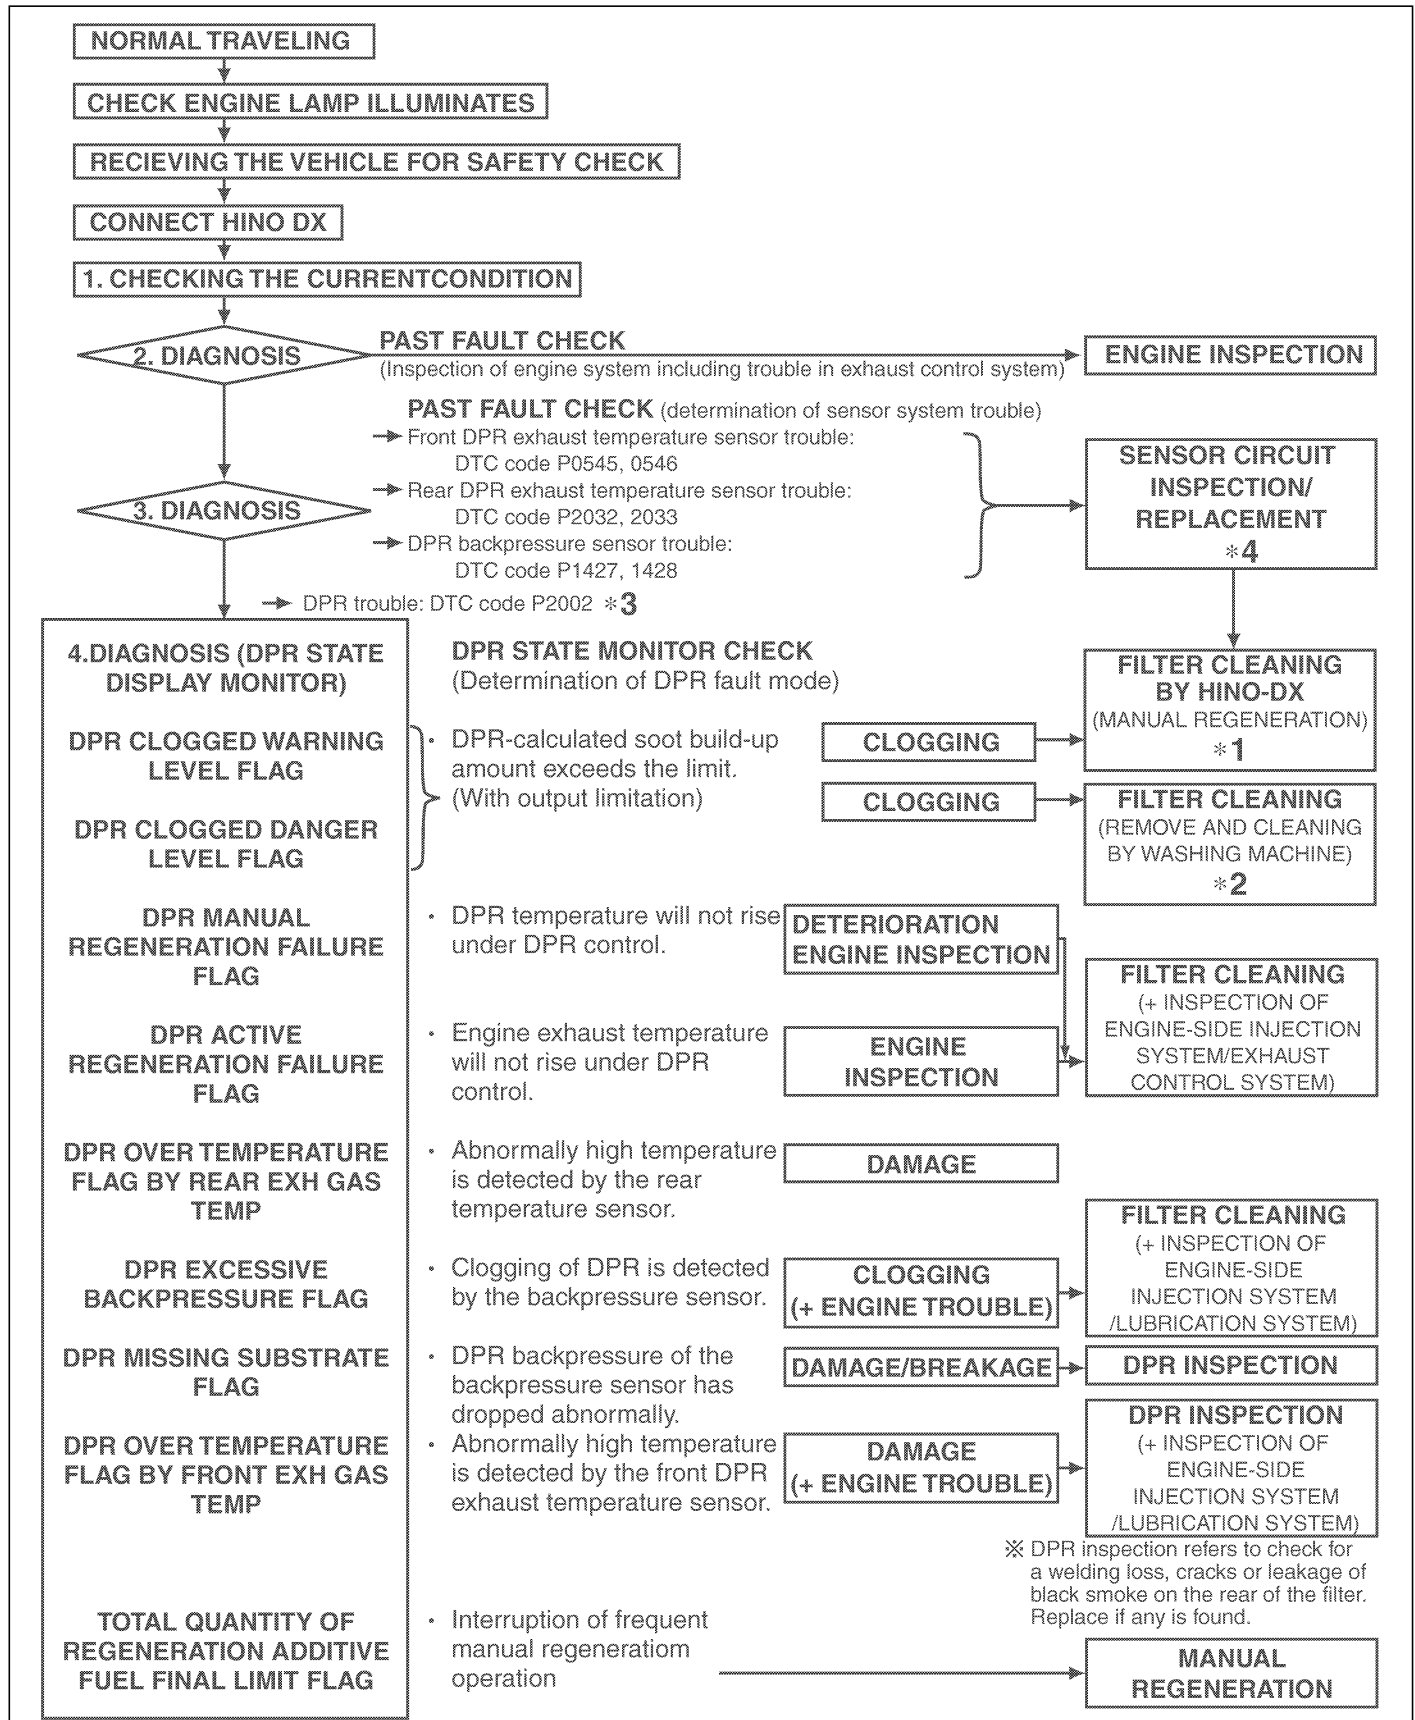 NORMAL TRAVELING
CHECK ENGINE LAMP ILLUMINATES
RECIEVING THE VEHICLE FOR SAFETY CHECK
CONNECT HINO DX
1. CHECKING THE CURRENTCONDITION
2. DIAGNOSIS
PAST FAULT CHECK
(Inspection of engine system including trouble in exhaust control system)
ENGINE INSPECTION
3. DIAGNOSIS
PAST FAULT CHECK (determination of sensor system trouble)
Front DPR exhaust temperature sensor trouble:
DTC code P0545, 0546
Rear DPR exhaust temperature sensor trouble:
DTC code P2032, 2033
DPR backpressure sensor trouble:
DTC code P1427, 1428
SENSOR CIRCUIT
INSPECTION/
REPLACEMENT
*4
DPR trouble: DTC code P2002 *3
4.DIAGNOSIS (DPR STATE
DISPLAY MONITOR)
DPR STATE MONITOR CHECK
(Determination of DPR fault mode)
FILTER CLEANING
BY HINO-DX
(MANUAL REGENERATION)
*1
DPR CLOGGED WARNING
LEVEL FLAG
DPR CLOGGED DANGER
LEVEL FLAG
· DPR-calculated soot build-up
amount exceeds the limit.
(With output limitation)
CLOGGING
CLOGGING
FILTER CLEANING
(REMOVE AND CLEANING
BY WASHING MACHINE)
*2
DPR MANUAL
REGENERATION FAILURE
FLAG
· DPR temperature will not rise
under DPR control.
DETERIORATION
ENGINE INSPECTION
DPR ACTIVE
REGENERATION FAILURE
FLAG
· Engine exhaust temperature
will not rise under DPR
control.
ENGINE
INSPECTION
FILTER CLEANING
(+ INSPECTION OF
ENGINE-SIDE INJECTION
SYSTEM/EXHAUST
CONTROL SYSTEM)
DPR OVER TEMPERATURE
FLAG BY REAR EXH GAS
TEMP
· Abnormally high temperature
is detected by the rear
temperature sensor.
DAMAGE
DPR EXCESSIVE
BACKPRESSURE FLAG
· Clogging of DPR is detected
by the backpressure sensor.
CLOGGING
(+ ENGINE TROUBLE)
FILTER CLEANING
(+ INSPECTION OF
ENGINE-SIDE
INJECTION SYSTEM
/LUBRICATION SYSTEM)
DPR MISSING SUBSTRATE
FLAG
· DPR backpressure of the
backpressure sensor has
dropped abnormally.
DAMAGE/BREAKAGE
DPR INSPECTION
DPR OVER TEMPERATURE
FLAG BY FRONT EXH GAS
TEMP
· Abnormally high temperature
is detected by the front DPR
exhaust temperature sensor.
DAMAGE
(+ ENGINE TROUBLE)
DPR INSPECTION
(+ INSPECTION OF
ENGINE-SIDE
INJECTION SYSTEM
/LUBRICATION SYSTEM)
※ DPR inspection refers to check for
a welding loss, cracks or leakage of
black smoke on the rear of the filter.
Replace if any is found.
TOTAL QUANTITY OF
REGENERATION ADDITIVE
FUEL FINAL LIMIT FLAG
· Interruption of frequent
manual regeneratiom
operation
MANUAL
REGENERATION